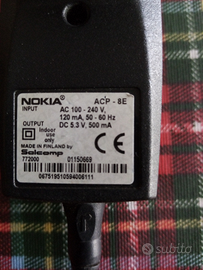 NOKIA ACP - 8E
INPUT AC 100 - 240 V,
120 mA, 50 - 60 Hz
OUTPUT DC 5.3 V, 500 mA
Indoor
use
only
MADE IN FINLAND by
Salcomp
772000 01150669
067519510594006111
subito